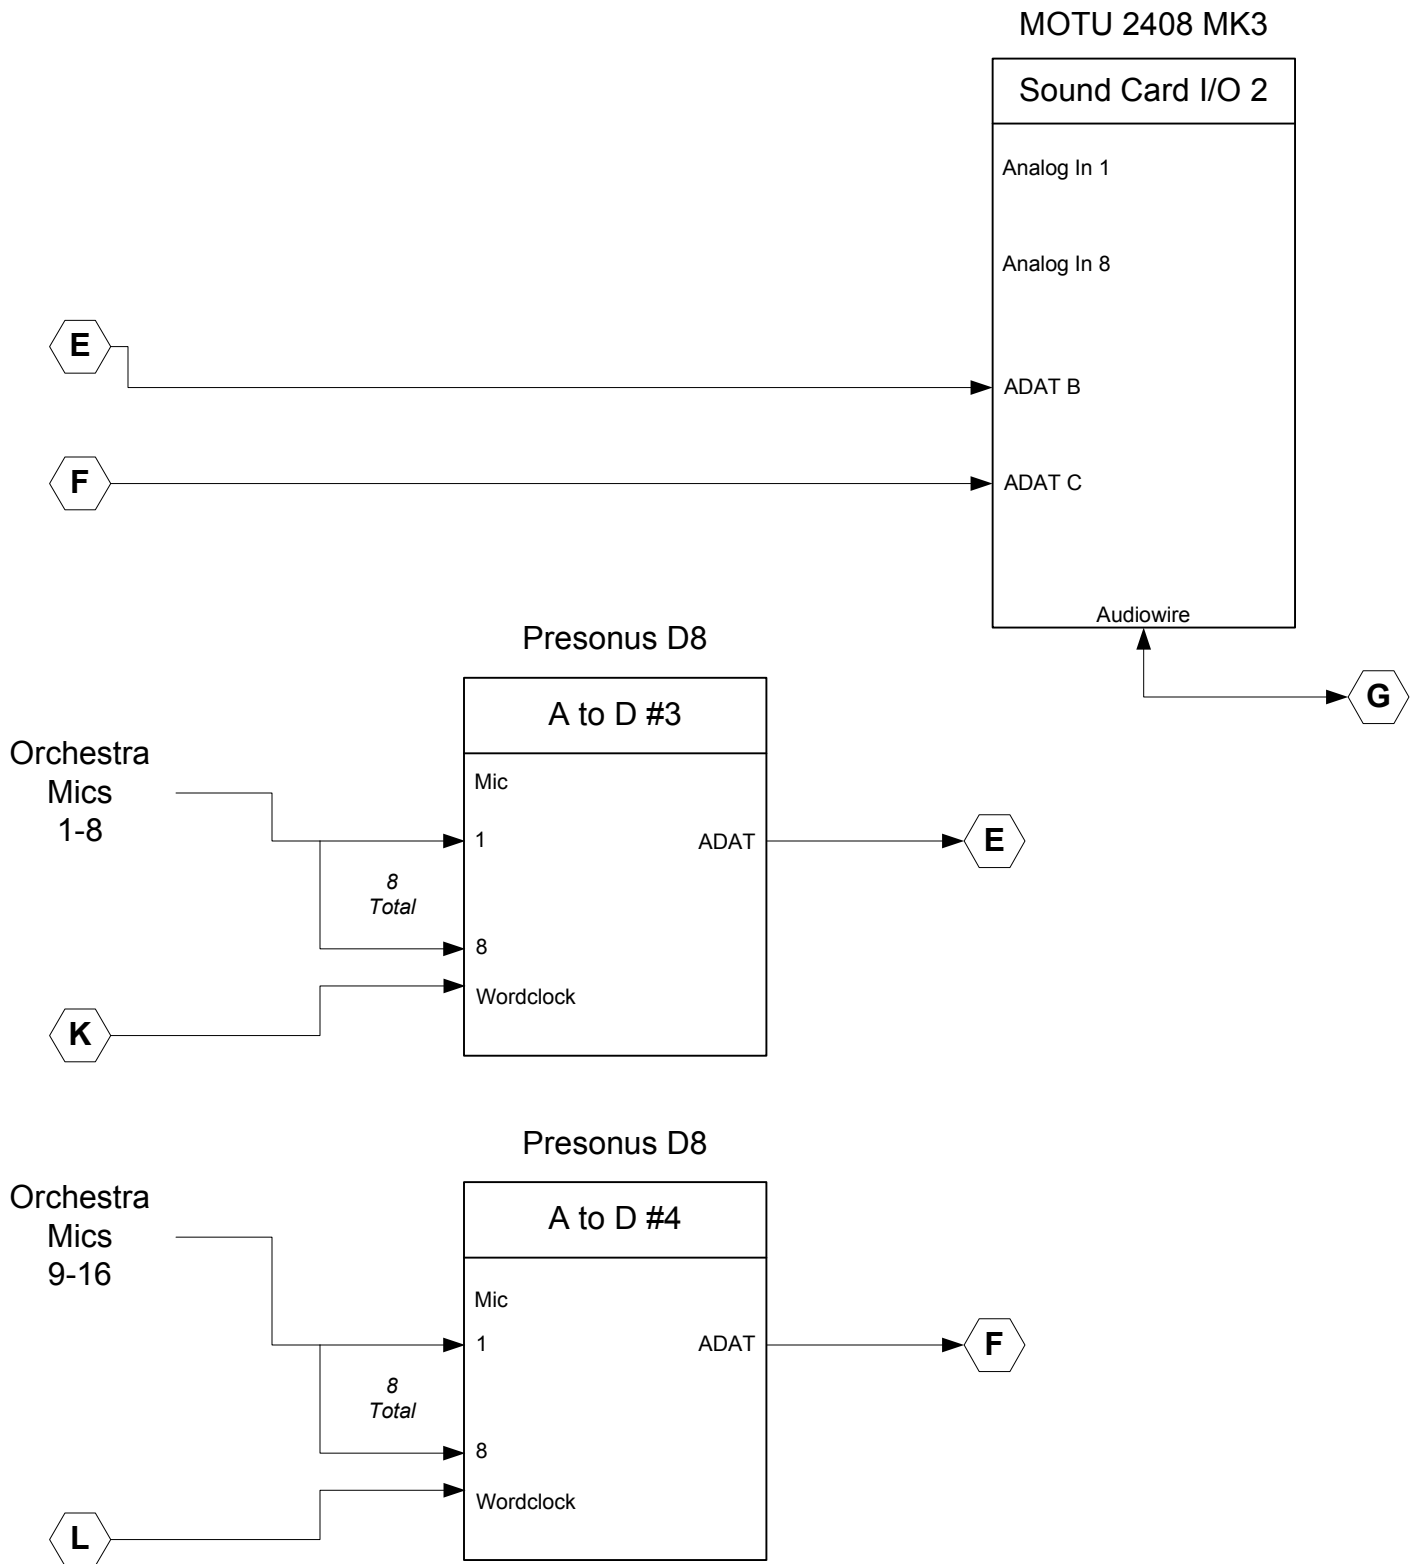 MOTU 2408 MK3
Sound Card I/O 2
Analog In 1
Analog In 8
E
ADAT B
F
ADAT C
Audiowire
G
Presonus D8
A to D #3
Orchestra
Mics
1-8
Mic
1
ADAT
E
8
Total
8
Wordclock
K
Presonus D8
A to D #4
Orchestra
Mics
9-16
Mic
1
ADAT
F
8
Total
8
Wordclock
L